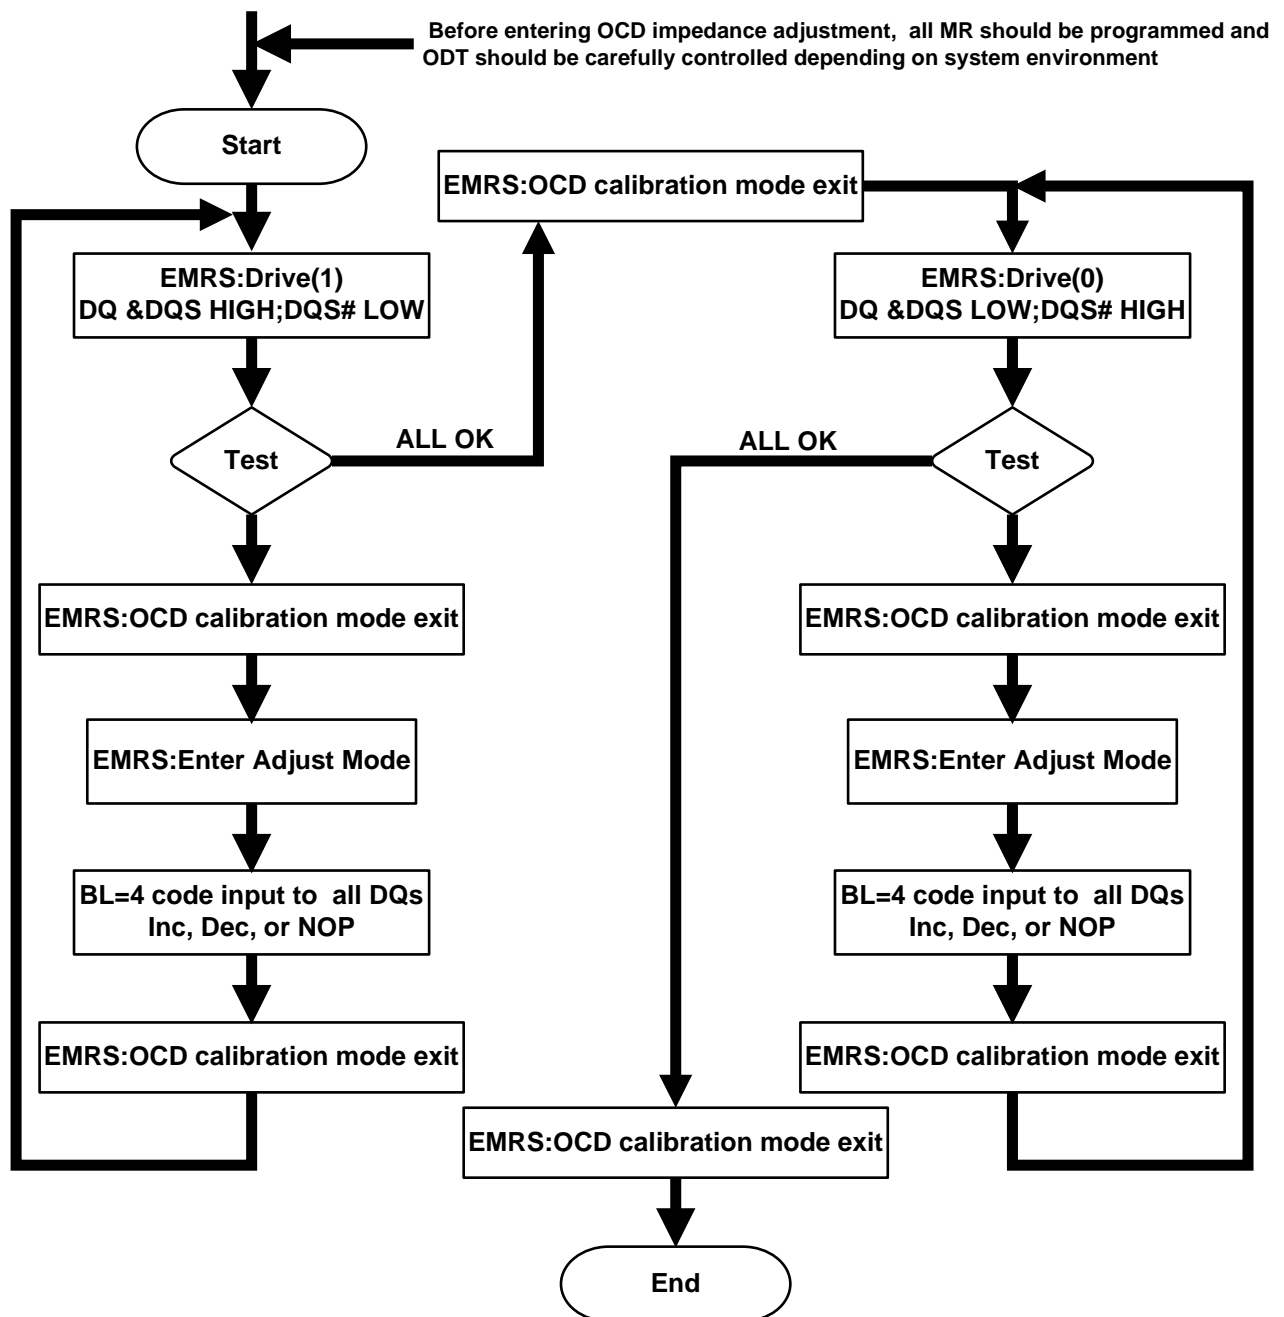 Before entering OCD impedance adjustment, all MR should be programmed and
ODT should be carefully controlled depending on system environment
Start
EMRS:Drive(1)
DQ &DQS HIGH;DQS# LOW
Test
ALL OK
EMRS:OCD calibration mode exit
EMRS:Enter Adjust Mode
BL=4 code input to all DQs
Inc, Dec, or NOP
EMRS:OCD calibration mode exit
EMRS:OCD calibration mode exit
EMRS:Drive(0)
DQ &DQS LOW;DQS# HIGH
Test
ALL OK
EMRS:OCD calibration mode exit
EMRS:Enter Adjust Mode
BL=4 code input to all DQs
Inc, Dec, or NOP
EMRS:OCD calibration mode exit
EMRS:OCD calibration mode exit
End